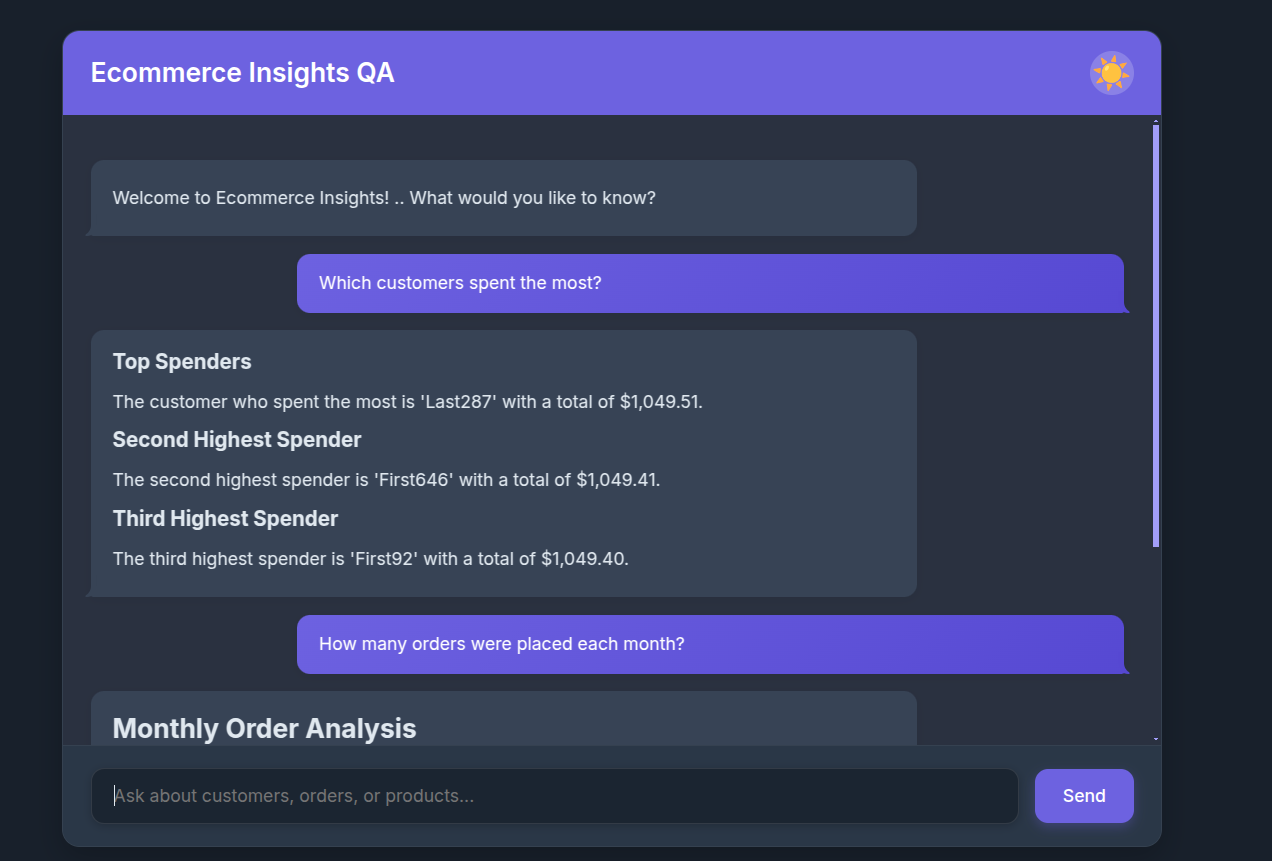 Ecommerce Insights QA
Welcome to Ecommerce Insights! .. What would you like to know?
Which customers spent the most?
Top Spenders
The customer who spent the most is 'Last287' with a total of $1,049.51.
Second Highest Spender
The second highest spender is 'First646' with a total of $1,049.41.
Third Highest Spender
The third highest spender is 'First92' with a total of $1,049.40.
How many orders were placed each month?
Monthly Order Analysis
Ask about customers, orders, or products...
Send